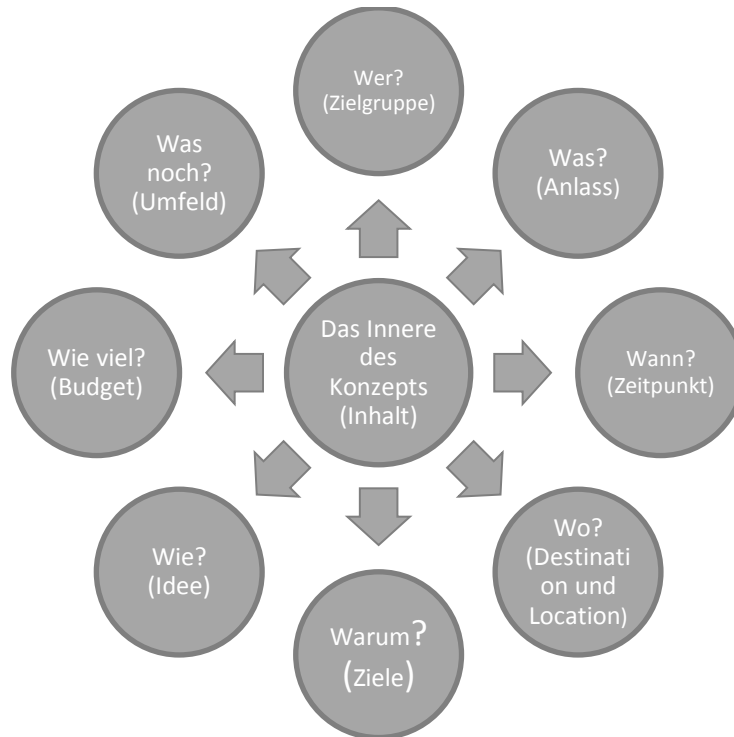 Wer?
(Zielgruppe)
Was?
(Anlass)
Wann?
(Zeitpunkt)
Wo?
(Destinati
on und
Location)
Warum?
(Ziele)
Wie?
(Idee)
Wie viel?
(Budget)
Was
noch?
(Umfeld)
Das Innere
des
Konzepts
(Inhalt)